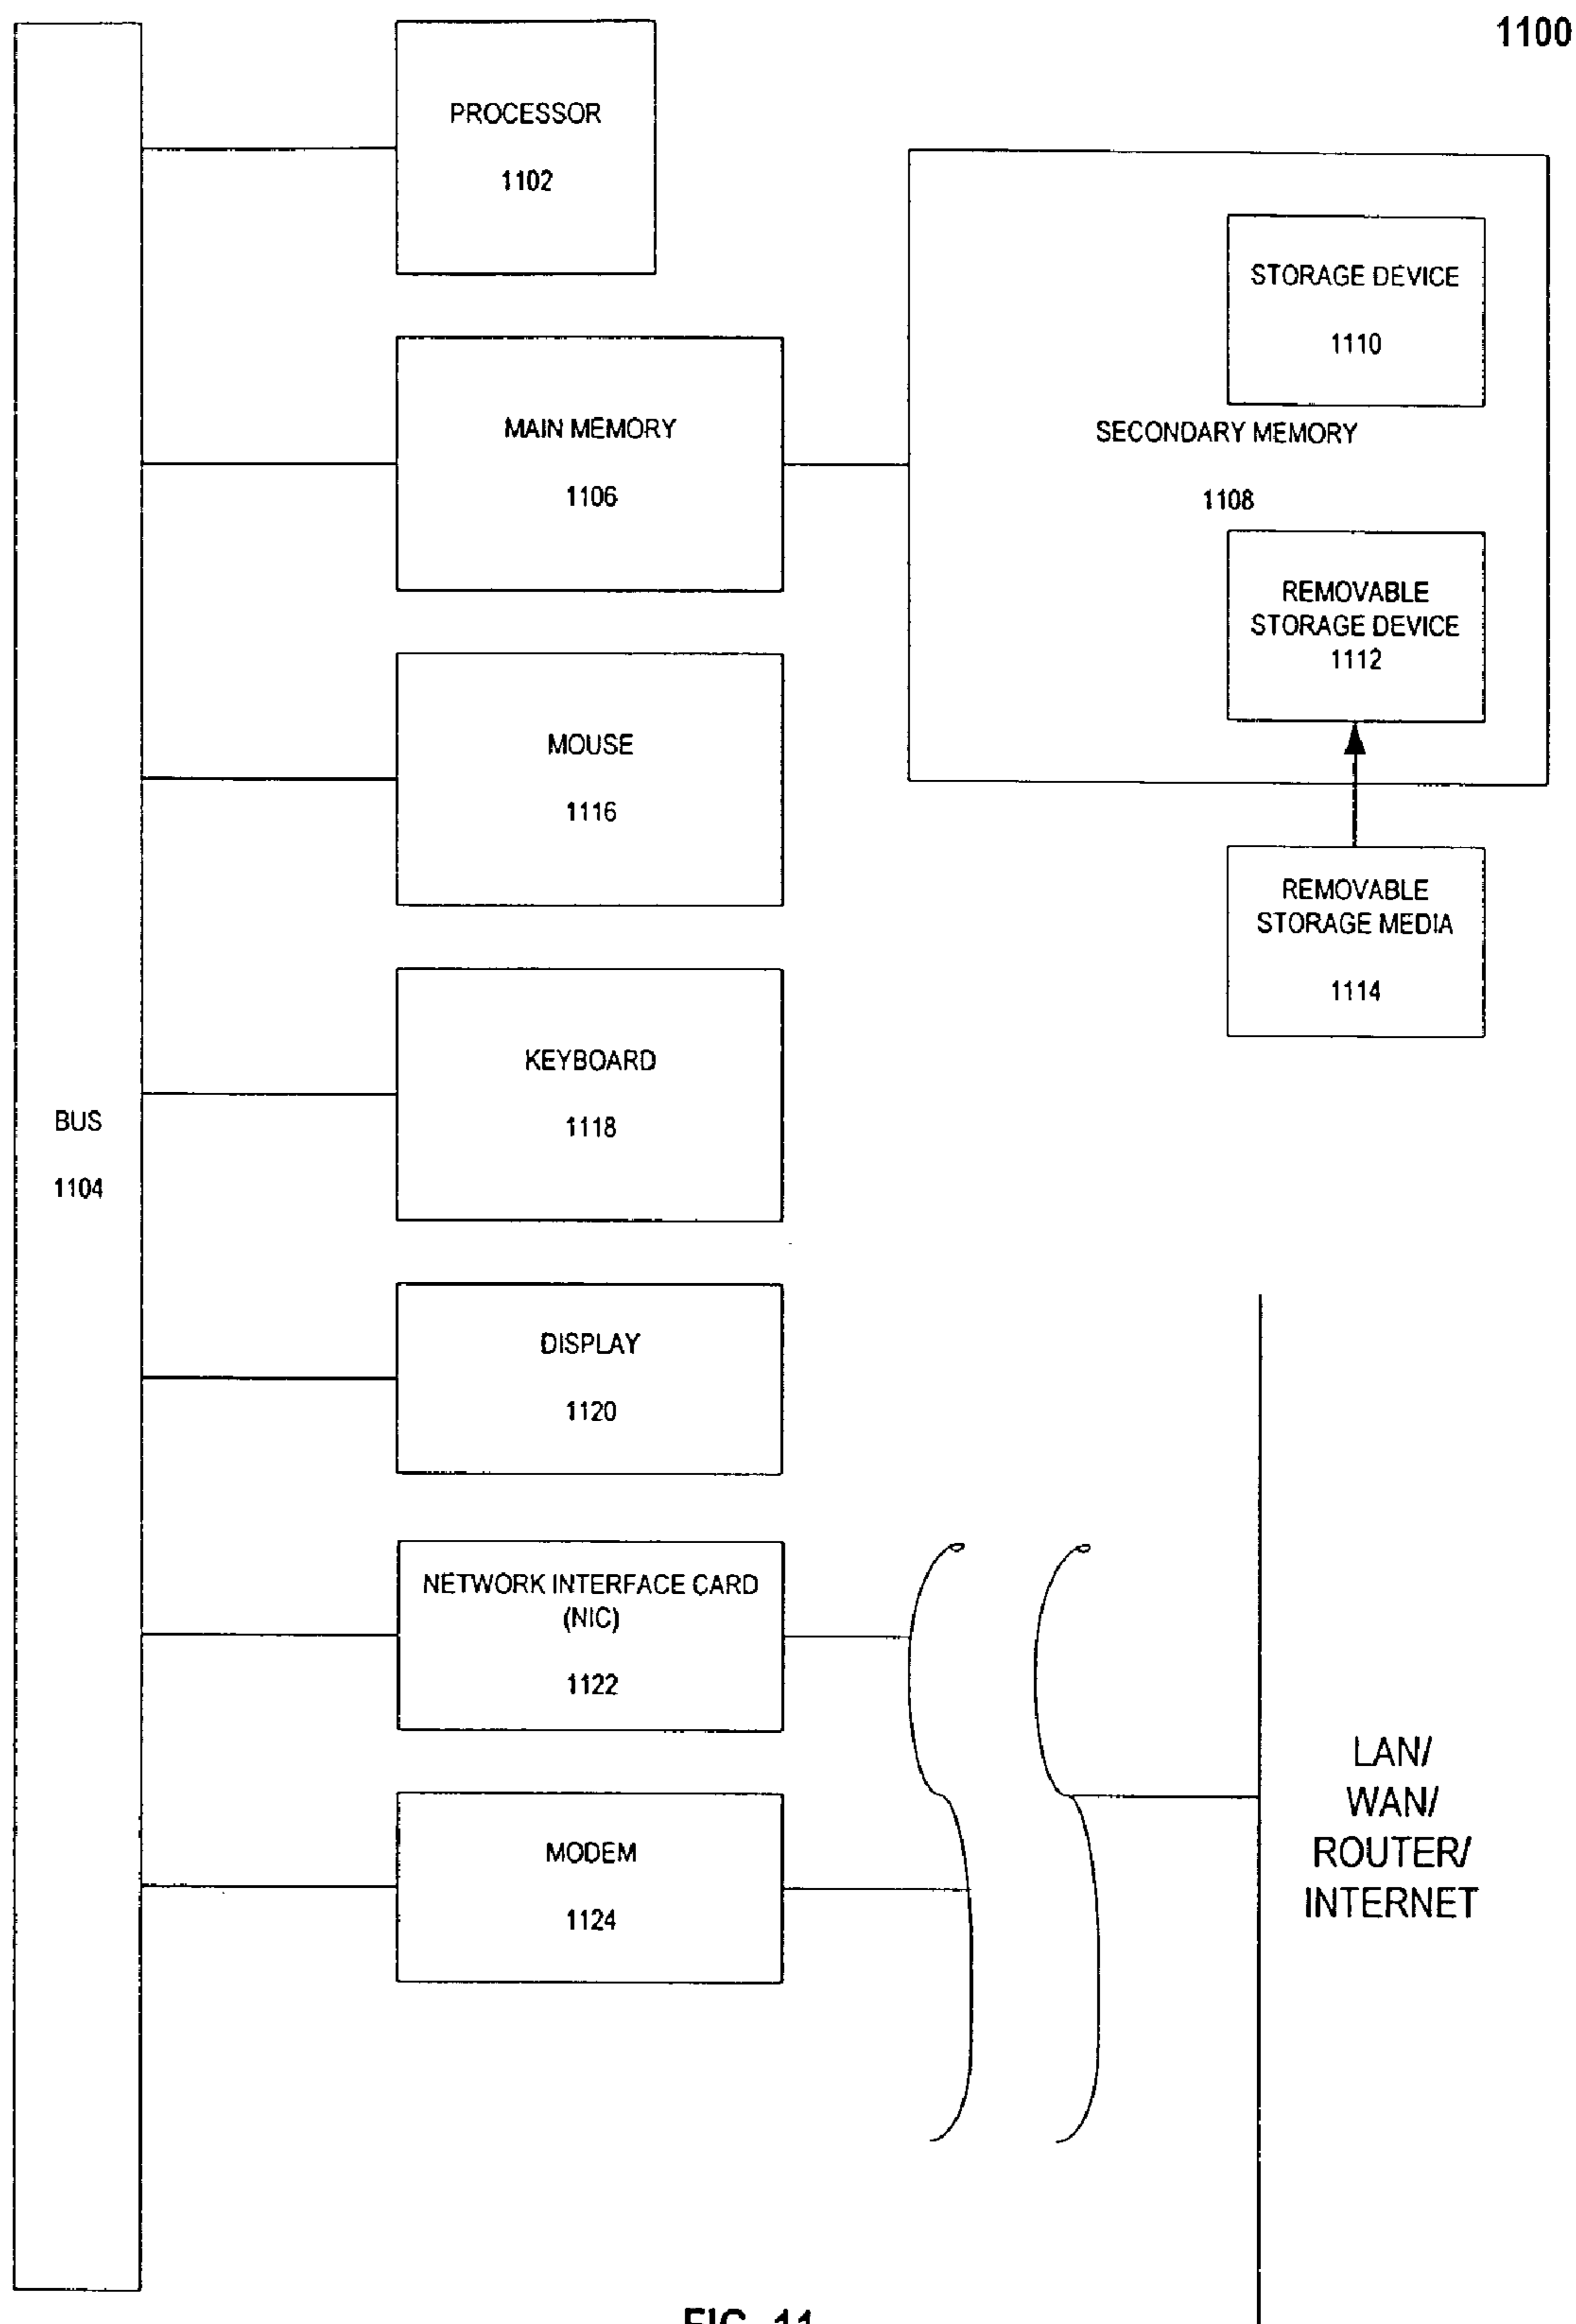 1100
PROCESSOR
1102
STORAGE DEVICE
1110
MAIN MEMORY
1106
SECONDARY MEMORY
1108
REMOVABLE
STORAGE DEVICE
1112
MOUSE
1116
REMOVABLE
STORAGE MEDIA
1114
KEYBOARD
1118
BUS
1104
DISPLAY
1120
NETWORK INTERFACE CARD
(NIC)
1122
LAN/
WAN/
ROUTER/
INTERNET
MODEM
1124
FIG. 11